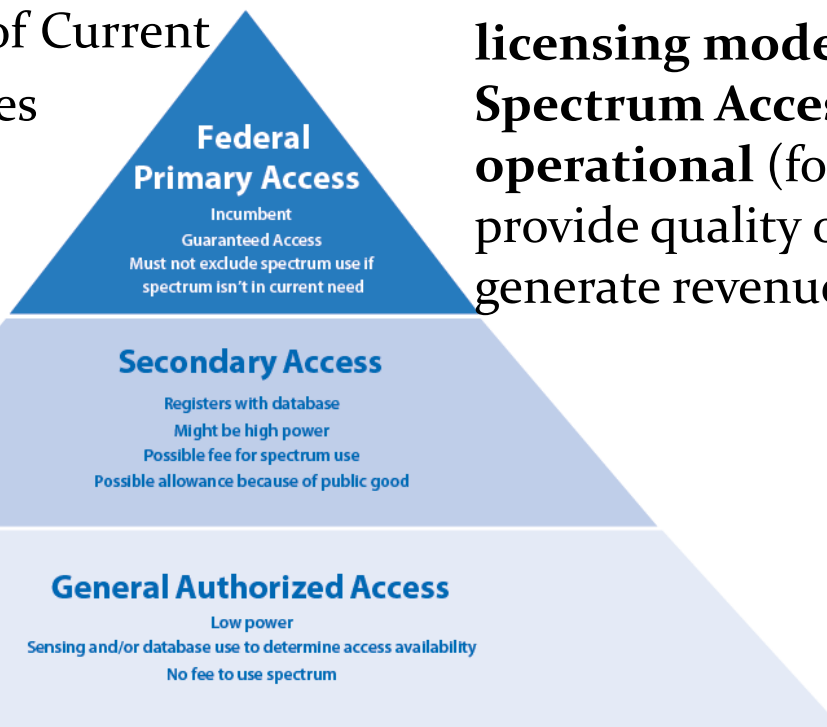 of Current
es
Federal
Primary Access
Incumbent
Guaranteed Access
Must not exclude spectrum use if
spectrum isn't in current need
Secondary Access
Registers with database
Might be high power
Possible fee for spectrum use
Possible allowance because of public good
General Authorized Access
Low power
Sensing and/or database use to determine access availability
No fee to use spectrum
licensing mode
Spectrum Acces
operational (fo
provide quality o
generate revenue